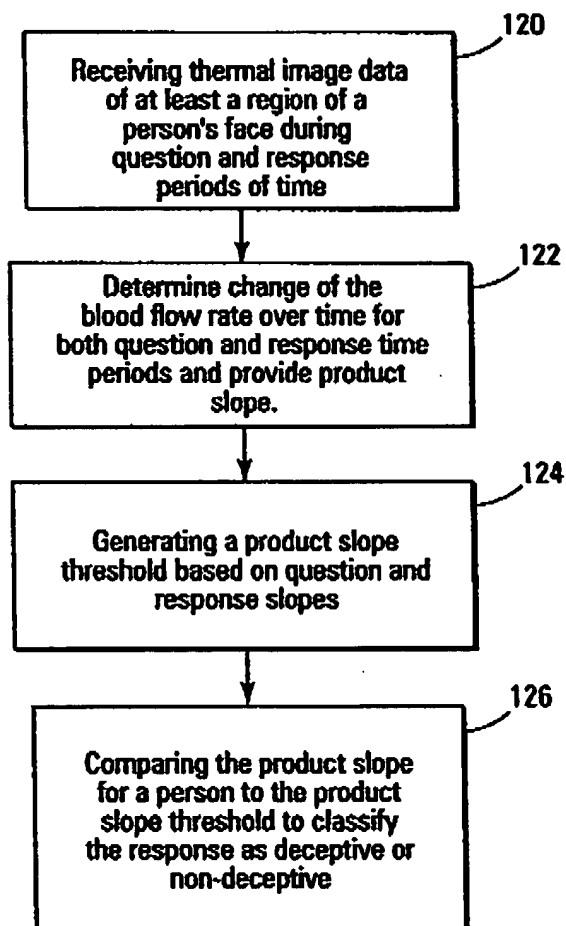 120
Receiving thermal image data
of at least a region of a
person's face during
question and response
periods of time
122
Determine change of the
blood flow rate over time for
both question and response time
periods and provide product
slope.
124
Generating a product slope
threshold based on question and
response slopes
126
Comparing the product slope
for a person to the product
slope threshold to classify
the response as deceptive or
non-deceptive